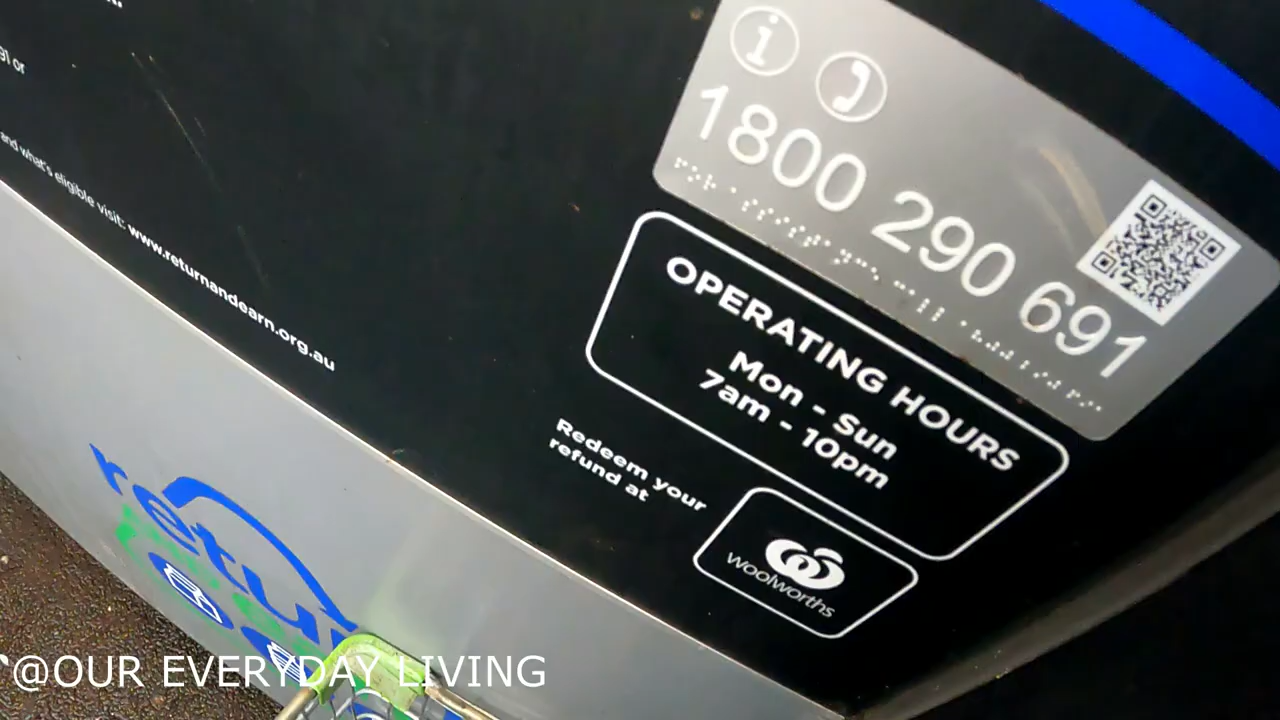 or
and what's eligible visit: www.returnandearn.org.au
1800 290 691
OPERATING HOURS
Mon - Sun
7am - 10pm
Redeem your
refund at
woolworths
@OUR EVERYDAY LIVING